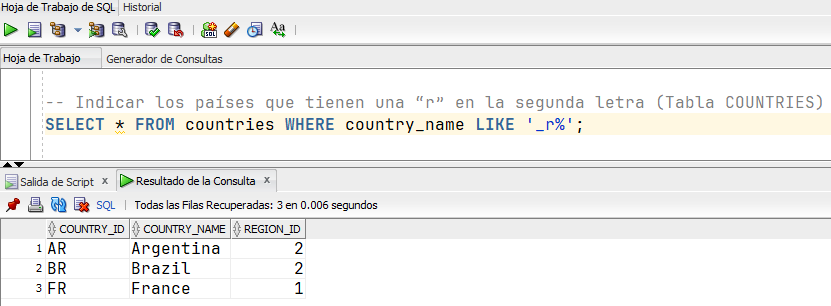 Hoja de Trabajo de SQL Historial
SQL Aa
Hoja de Trabajo Generador de Consultas
-- Indicar los países que tienen una “r” en la segunda letra (Tabla COUNTRIES)
SELECT * FROM countries WHERE country_name LIKE '_r%';
Salida de Script x Resultado de la Consulta x
SQL Todas las Filas Recuperadas: 3 en 0.006 segundos
COUNTRY_ID COUNTRY_NAME REGION_ID
1 AR Argentina 2
2 BR Brazil 2
3 FR France 1